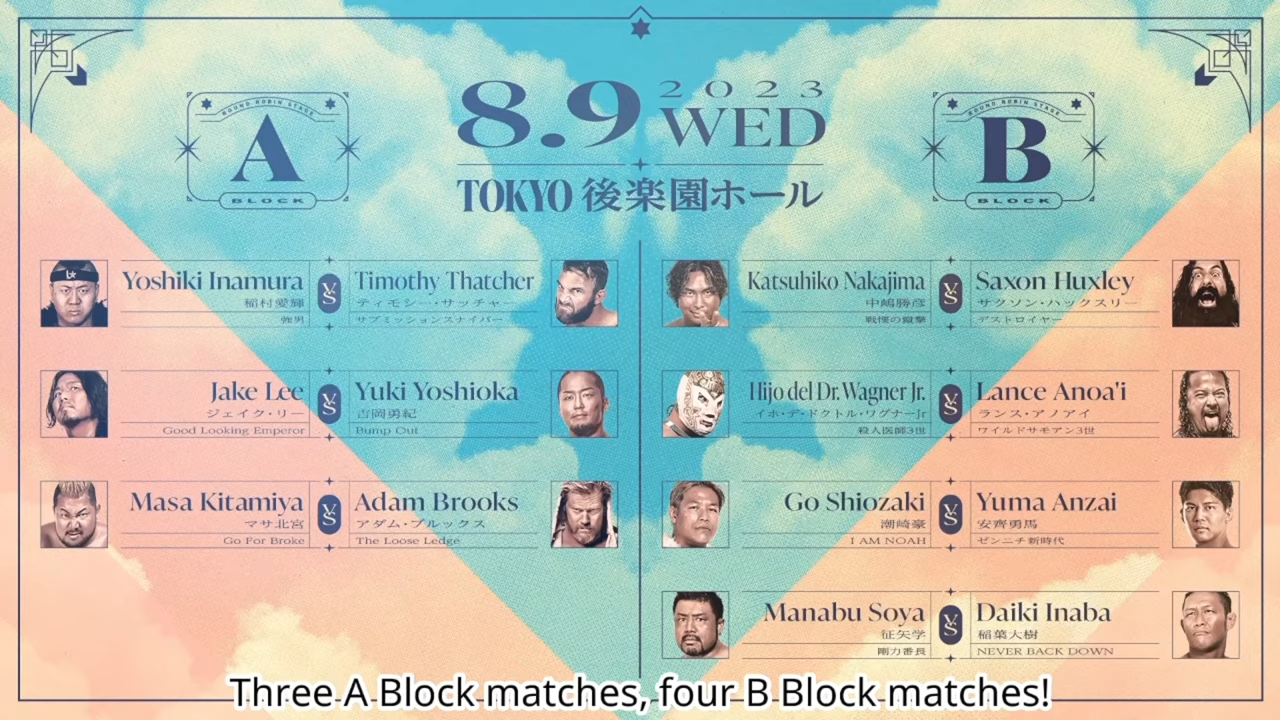 8.9 2023 WED
TOKYO 後楽園ホール
ROUND ROBIN STAGE
A
BLOCK
Yoshiki Inamura
稲村愛輝
強男
VS
Timothy Thatcher
ティモシー・サッチャー
サブミッションスナイパー
Jake Lee
ジェイク・リー
Good Looking Emperor
VS
Yuki Yoshioka
吉岡勇紀
Bump Out
Masa Kitamiya
マサ北宮
Go For Broke
VS
Adam Brooks
アダム・ブルックス
The Loose Ledge
ROUND ROBIN STAGE
B
BLOCK
Katsuhiko Nakajima
中嶋勝彦
戦慄の蹴撃
VS
Saxon Huxley
サクソン・ハックスリー
デストロイヤー
Hijo del Dr.Wagner Jr.
イホ・デ・ドクトル・ワグナーJr
殺人医師3世
VS
Lance Anoa'i
ランス・アノアイ
ワイルドサモアン3世
Go Shiozaki
潮崎豪
I AM NOAH
VS
Yuma Anzai
安齊勇馬
ゼンニチ新時代
Manabu Soya
征矢学
剛力番長
VS
Daiki Inaba
稲葉大樹
NEVER BACK DOWN
Three A Block matches, four B Block matches!